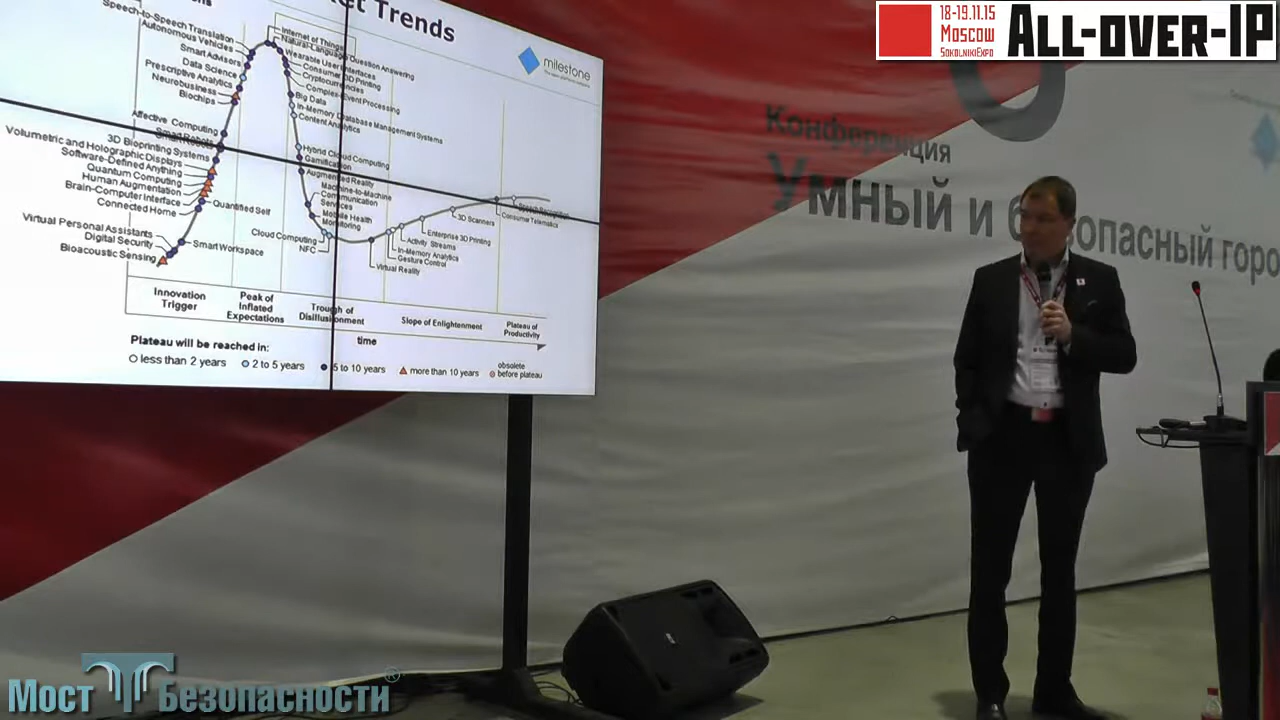 18-19.11.15
Moscow
SokolnikiExpo
All-over-IP
Trends
milestone
Speech-to-Speech Translation
Autonomous Vehicles
Smart Advisors
Data Science
Prescriptive Analytics
Neurobusiness
Biochips
Affective Computing
Smart Robots
3D Bioprinting Systems
Volumetric and Holographic Displays
Software-Defined Anything
Quantum Computing
Human Augmentation
Brain-Computer Interface
Connected Home
Quantified Self
Virtual Personal Assistants
Digital Security
Smart Workspace
Bioacoustic Sensing
Internet of Things
Natural-Language Question Answering
Wearable User Interfaces
Consumer 3D Printing
Cryptocurrencies
Complex-Event Processing
Big Data
In-Memory Database Management Systems
Content Analytics
Hybrid Cloud Computing
Gamification
Augmented Reality
Machine-to-Machine
Communication
Services
Mobile Health
Monitoring
Cloud Computing
NFC
Virtual Reality
Gesture Control
In-Memory Analytics
Activity Streams
Enterprise 3D Printing
3D Scanners
Consumer Telematics
Speech Recognition
Innovation
Trigger
Peak of
Inflated
Expectations
Trough of
Disillusionment
Slope of Enlightenment
Plateau of
Productivity
time
Plateau will be reached in:
less than 2 years
2 to 5 years
5 to 10 years
more than 10 years
obsolete
before plateau
Конференция
Умный и безопасный горо
Мост Безопасности®